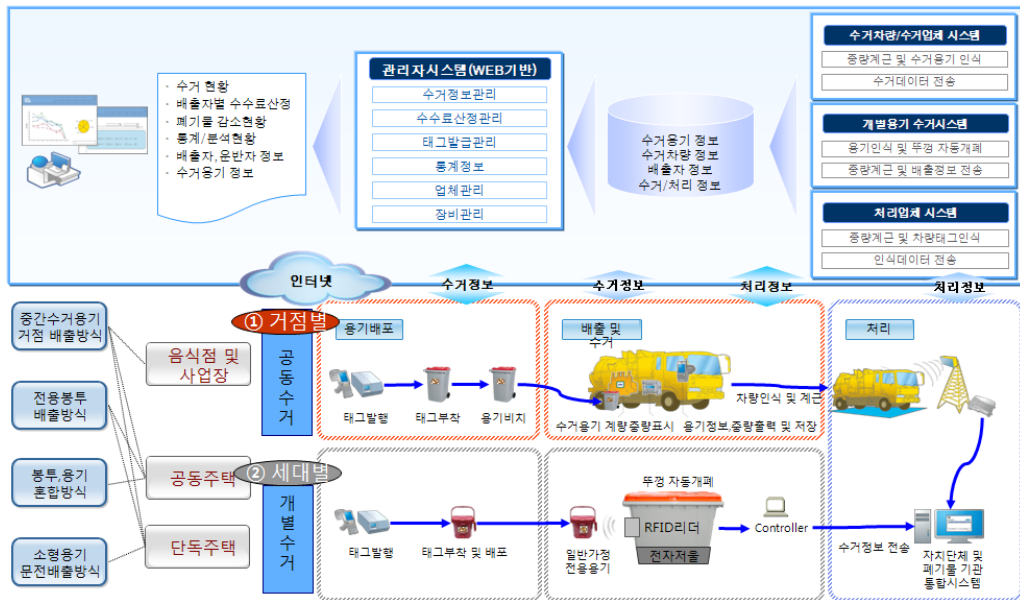 · 수거 현황
· 배출자별 수수료산정
· 폐기물 감소현황
· 통계/분석현황
· 배출자,운반자 정보
· 수거용기 정보
관리자시스템(WEB기반)
수거정보관리
수수료산정관리
태그발급관리
통계정보
업체관리
장비관리
수거용기 정보
수거차량 정보
배출자 정보
수거/처리 정보
수거차량/수거업체 시스템
중량계근 및 수거용기 인식
수거데이터 전송
개별용기 수거시스템
용기인식 및 뚜껑 자동개폐
중량계근 및 배출정보 전송
처리업체 시스템
중량계근 및 차량태그인식
인식데이터 전송
인터넷
수거정보
수거정보
처리정보
처리정보
중간수거용기
거점 배출방식
전용봉투
배출방식
봉투,용기
혼합방식
소형용기
문전배출방식
음식점 및
사업장
공동주택
단독주택
① 거점별
공동수거
용기배포
태그발행
태그부착
용기비치
배출 및
수거
수거용기 계량중량표시
용기정보,중량출력 및 저장
차량인식 및 계근
처리
② 세대별
개별수거
태그발행
태그부착 및 배포
일반가정
전용용기
뚜껑 자동개폐
RFID리더
전자저울
Controller
수거정보 전송
자치단체 및
폐기물 기관
통합시스템